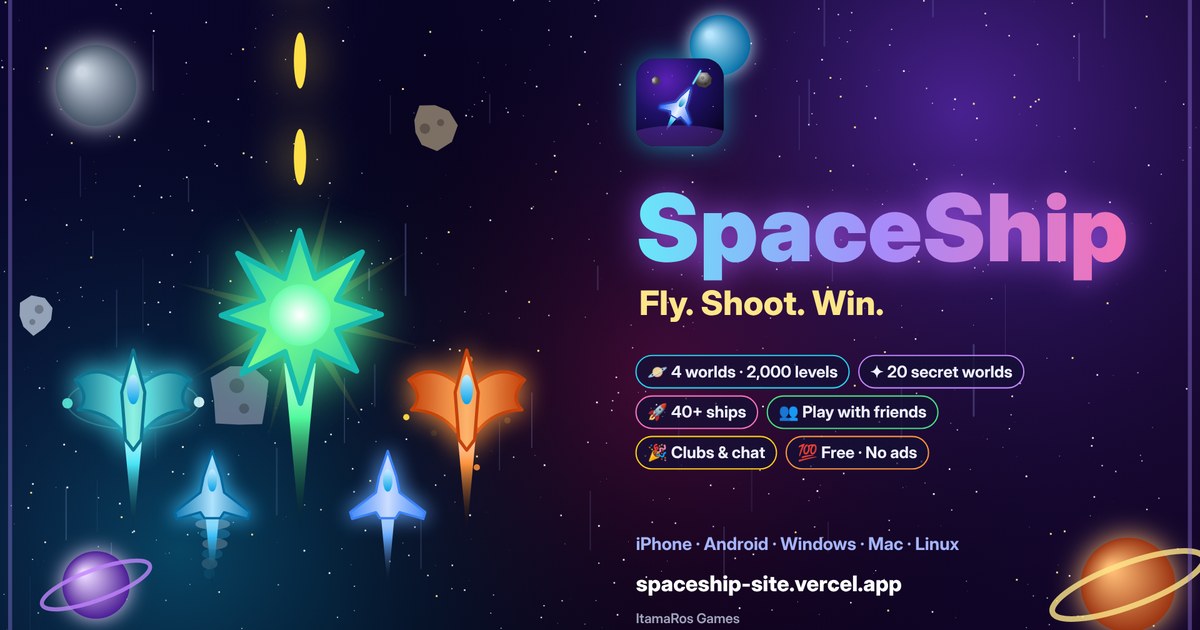 SpaceShip
Fly. Shoot. Win.
🪐 4 worlds · 2,000 levels
✦ 20 secret worlds
🚀 40+ ships
👥 Play with friends
🎉 Clubs & chat
💯 Free · No ads
iPhone · Android · Windows · Mac · Linux
spaceship-site.vercel.app
ItamaRos Games